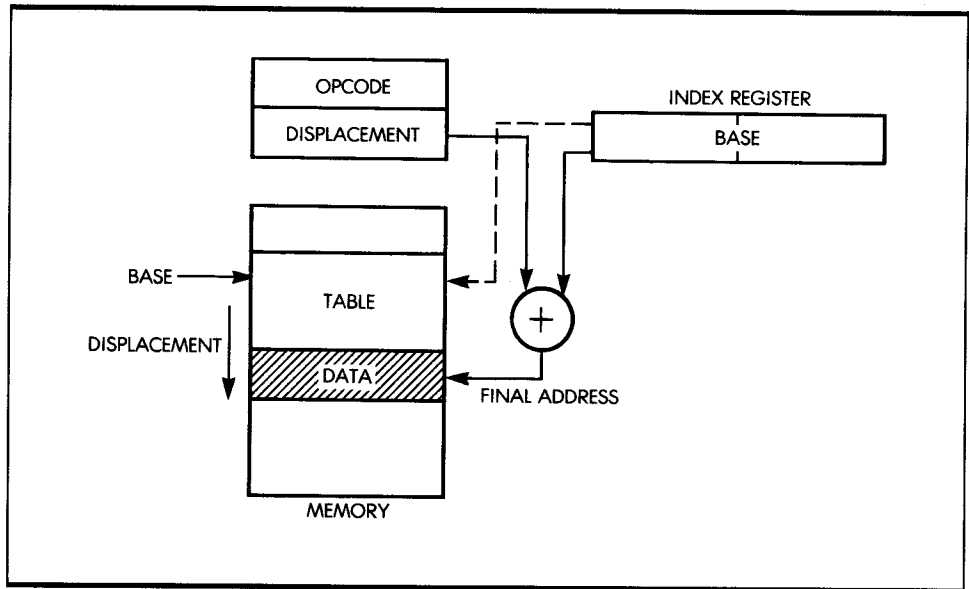 OPCODE
DISPLACEMENT
INDEX REGISTER
BASE
BASE
TABLE
DISPLACEMENT
DATA
FINAL ADDRESS
MEMORY